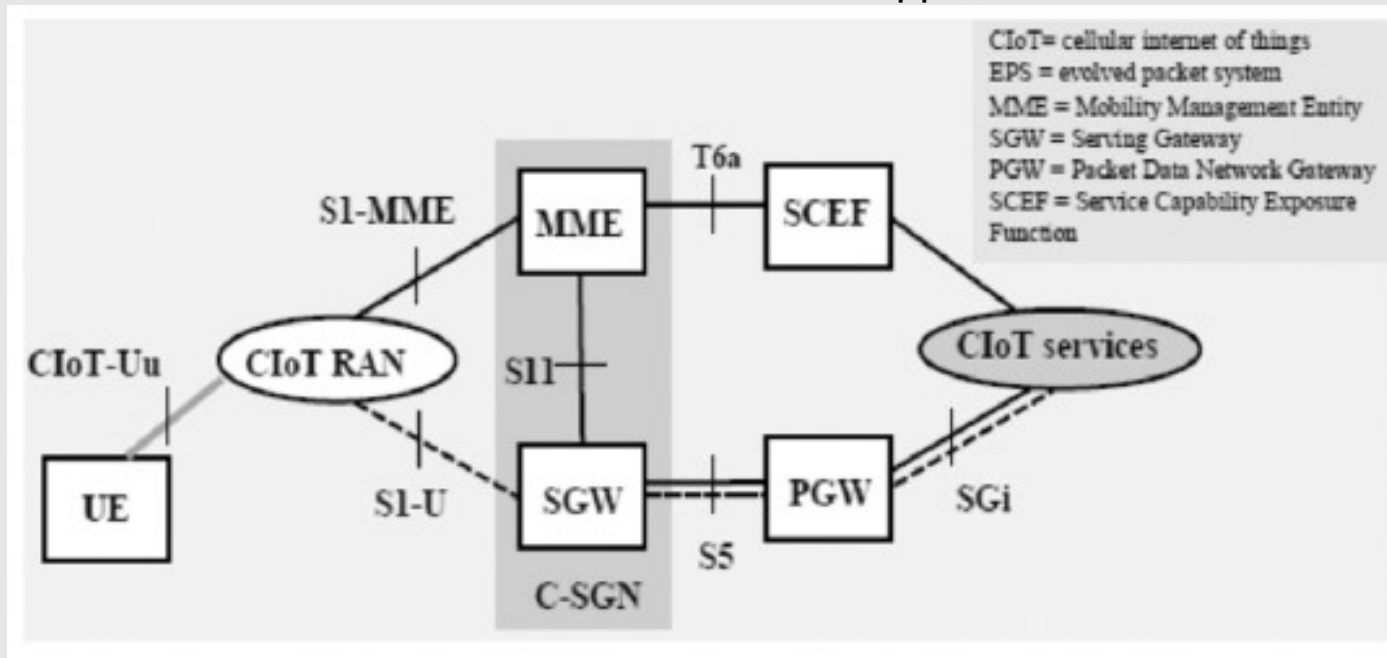 CIoT= cellular internet of things
EPS = evolved packet system
MME = Mobility Management Entity
SGW = Serving Gateway
PGW = Packet Data Network Gateway
SCEF = Service Capability Exposure
Function
T6a
S1-MME
MME
SCEF
CIoT-Uu
CIoT RAN
S11
CIoT services
UE
S1-U
SGW
PGW
SGi
S5
C-SGN